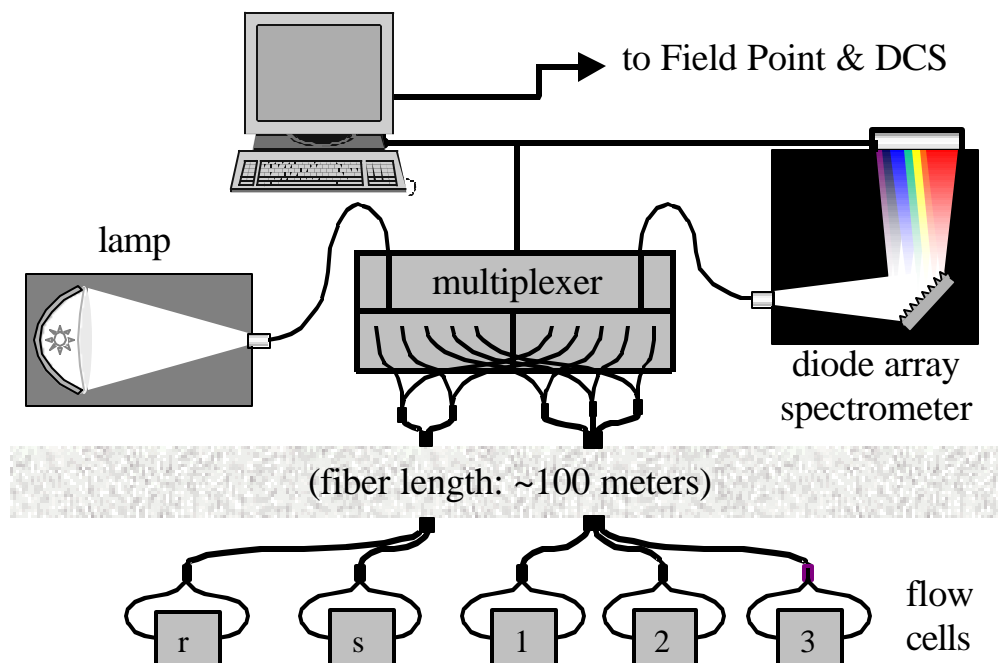 to Field Point & DCS
lamp
multiplexer
diode array
spectrometer
(fiber length: ~100 meters)
r
s
1
2
3
flow
cells